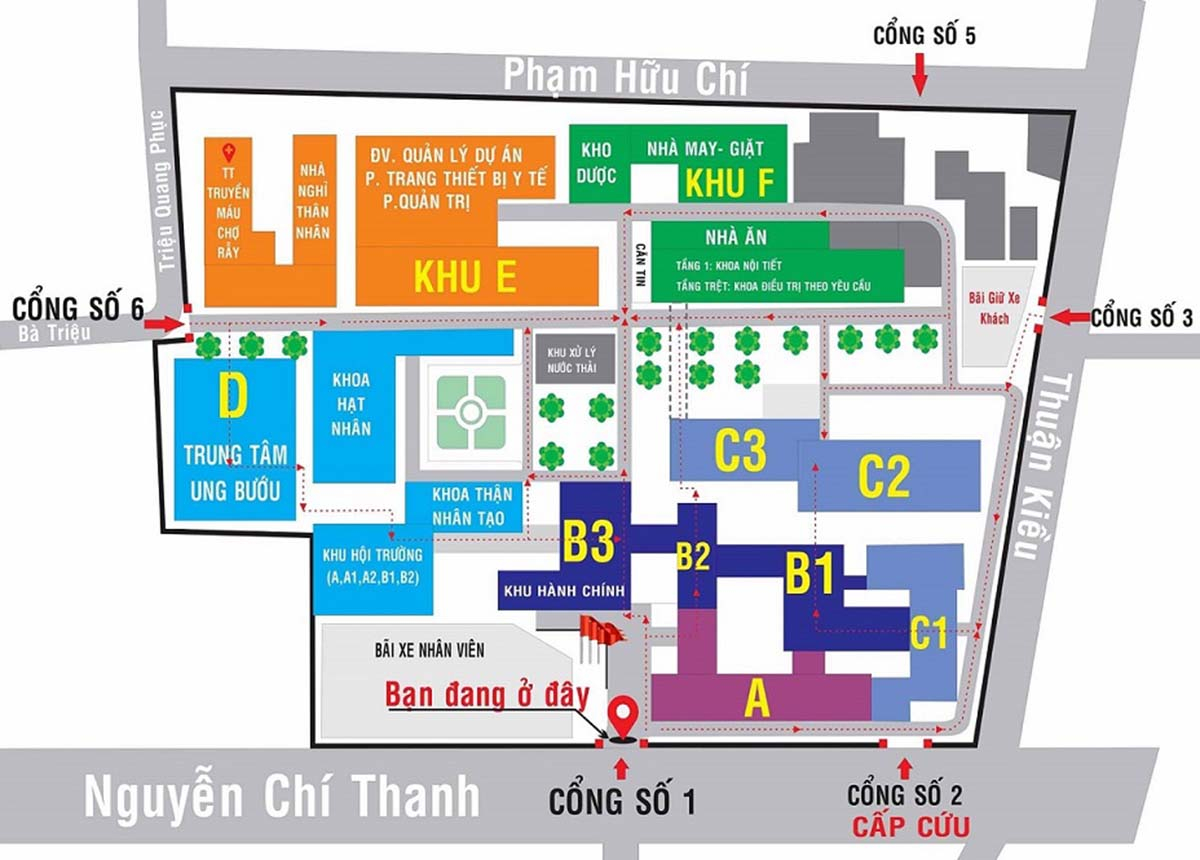 CỔNG SỐ 5
Phạm Hữu Chí
Triệu Quang Phục
TT
TRUYỀN
MÁU
CHỢ
RẪY
NHÀ
NGHỈ
THÂN
NHÂN
ĐV. QUẢN LÝ DỰ ÁN
P. TRANG THIẾT BỊ Y TẾ
P.QUẢN TRỊ
KHU E
KHO
DƯỢC
NHÀ MAY- GIẶT
KHU F
CĂN TIN
NHÀ ĂN
TẦNG 1: KHOA NỘI TIẾT
TẦNG TRỆT: KHOA ĐIỀU TRỊ THEO YÊU CẦU
Bãi Giữ Xe
Khách
CỔNG SỐ 6
Bà Triệu
CỔNG SỐ 3
Thuận Kiều
D
TRUNG TÂM
UNG BƯỚU
KHOA
HẠT
NHÂN
KHU XỬ LÝ
NƯỚC THẢI
C3
C2
KHOA THẬN
NHÂN TẠO
KHU HỘI TRƯỜNG
(A,A1,A2,B1,B2)
B3
KHU HÀNH CHÍNH
B2
B1
C1
BÃI XE NHÂN VIÊN
Bạn đang ở đây
A
Nguyễn Chí Thanh
CỔNG SỐ 1
CỔNG SỐ 2
CẤP CỨU